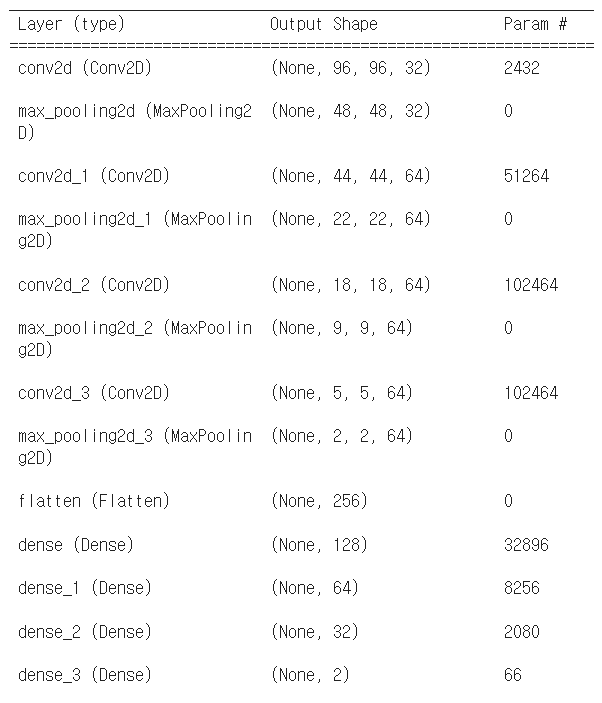 Layer (type) Output Shape Param #
=================================================================
conv2d (Conv2D) (None, 96, 96, 32) 2432
max_pooling2d (MaxPooling2 (None, 48, 48, 32) 0
D)
conv2d_1 (Conv2D) (None, 44, 44, 64) 51264
max_pooling2d_1 (MaxPoolin (None, 22, 22, 64) 0
g2D)
conv2d_2 (Conv2D) (None, 18, 18, 64) 102464
max_pooling2d_2 (MaxPoolin (None, 9, 9, 64) 0
g2D)
conv2d_3 (Conv2D) (None, 5, 5, 64) 102464
max_pooling2d_3 (MaxPoolin (None, 2, 2, 64) 0
g2D)
flatten (Flatten) (None, 256) 0
dense (Dense) (None, 128) 32896
dense_1 (Dense) (None, 64) 8256
dense_2 (Dense) (None, 32) 2080
dense_3 (Dense) (None, 2) 66